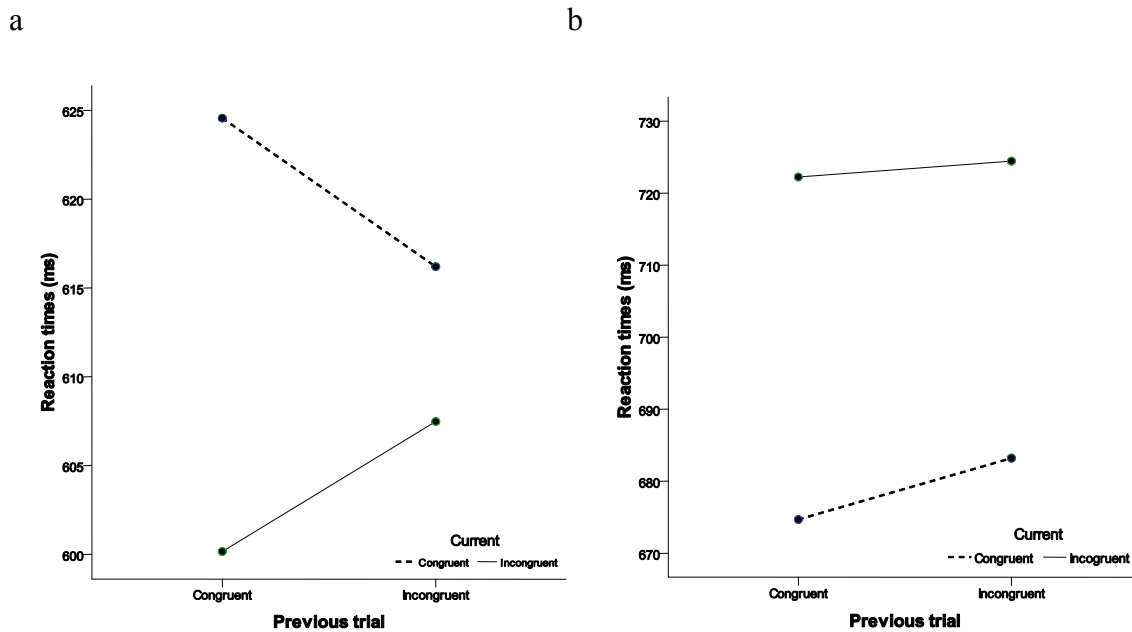 a
b
Reaction times (ms)
625
620
615
610
605
600
Current
Congruent Incongruent
Congruent Incongruent
Previous trial
Reaction times (ms)
730
720
710
700
690
680
670
Current
Congruent Incogruent
Congruent Incongruent
Previous trial